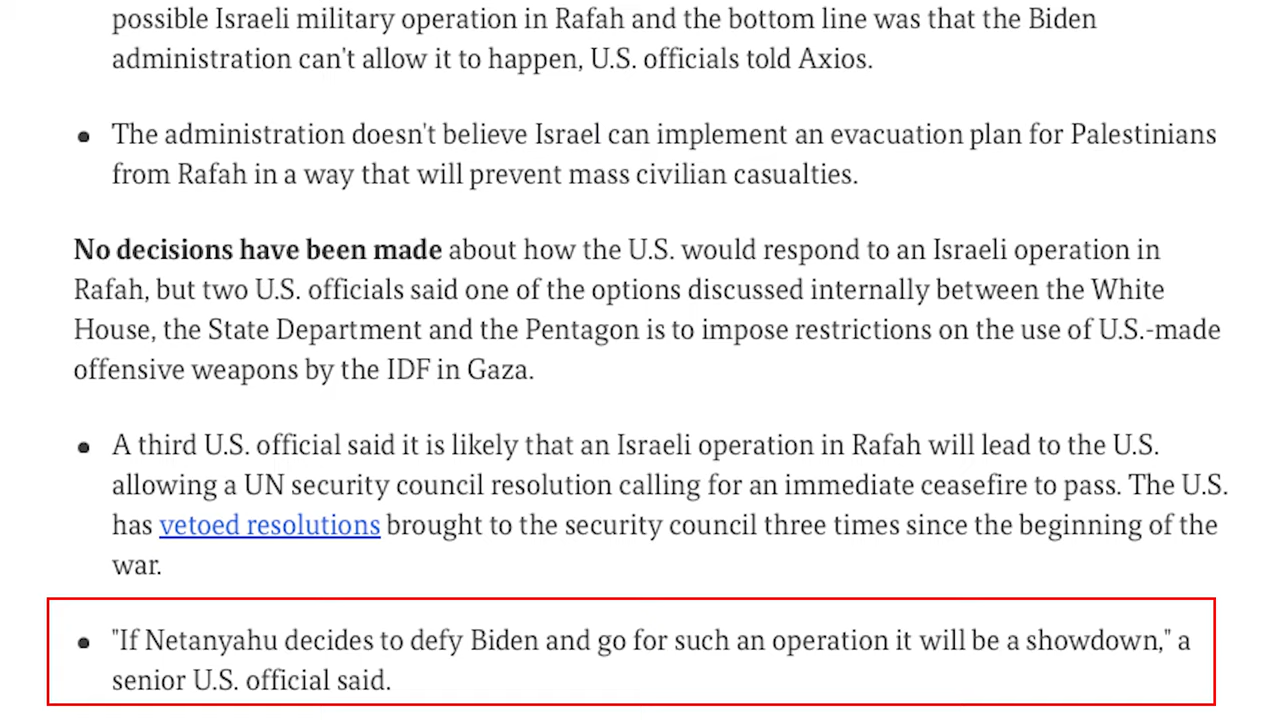 possible Israeli military operation in Rafah and the bottom line was that the Biden
administration can't allow it to happen, U.S. officials told Axios.
• The administration doesn't believe Israel can implement an evacuation plan for Palestinians
from Rafah in a way that will prevent mass civilian casualties.
No decisions have been made about how the U.S. would respond to an Israeli operation in
Rafah, but two U.S. officials said one of the options discussed internally between the White
House, the State Department and the Pentagon is to impose restrictions on the use of U.S.-made
offensive weapons by the IDF in Gaza.
• A third U.S. official said it is likely that an Israeli operation in Rafah will lead to the U.S.
allowing a UN security council resolution calling for an immediate ceasefire to pass. The U.S.
has vetoed resolutions brought to the security council three times since the beginning of the
war.
• "If Netanyahu decides to defy Biden and go for such an operation it will be a showdown," a
senior U.S. official said.